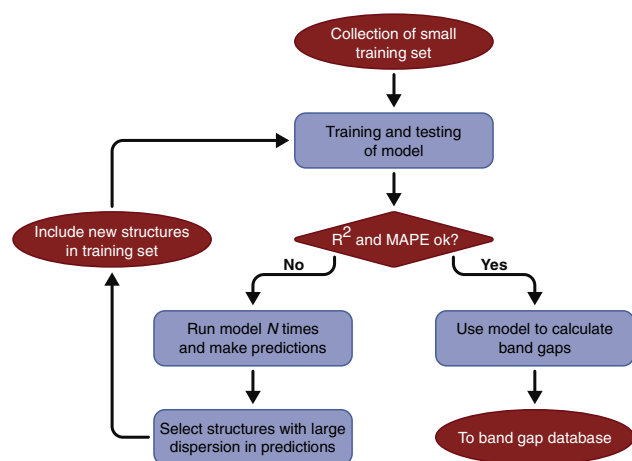 Collection of small
training set
Training and testing
of model
Include new structures
in training set
R² and MAPE ok?
No
Yes
Run model N times
and make predictions
Use model to calculate
band gaps
Select structures with large
dispersion in predictions
To band gap database